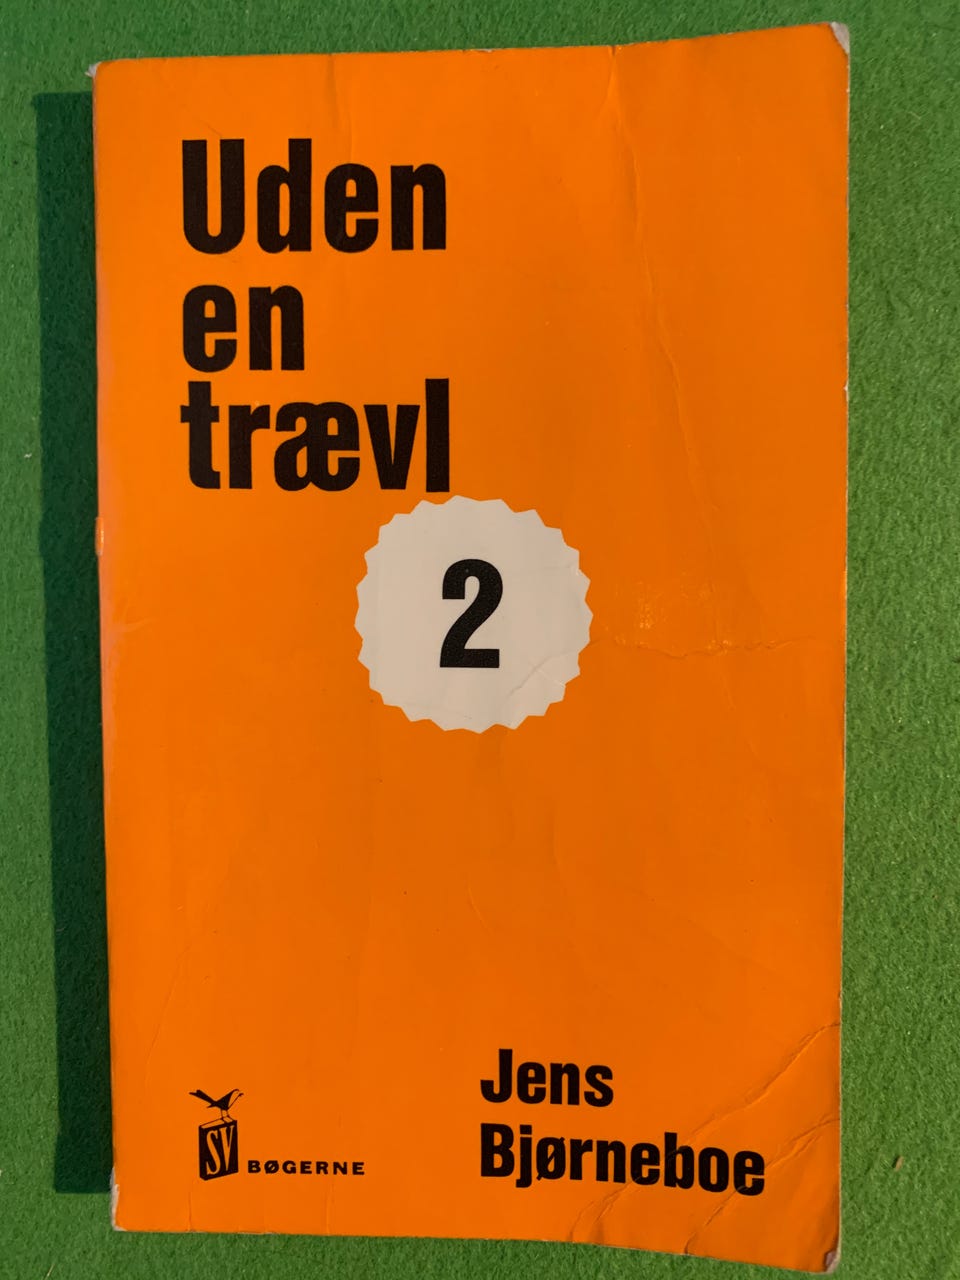 Uden
en
trævl
2
Jens
Bjørneboe
SV
BØGERNE